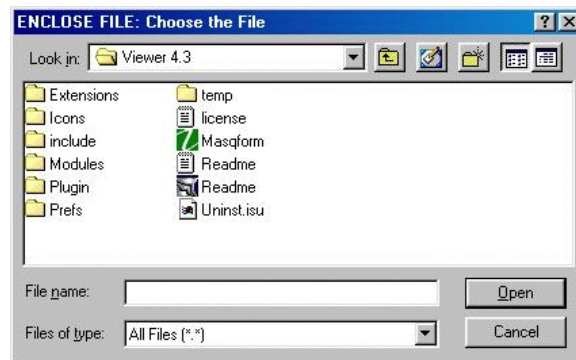 ENCLOSE FILE: Choose the File
Look in: Viewer 4.3
Extensions
Icons
include
Modules
Plugin
Prefs
temp
license
Masqform
Readme
Readme
Uninst.isu
File name:
Open
Files of type: All Files (*.*)
Cancel